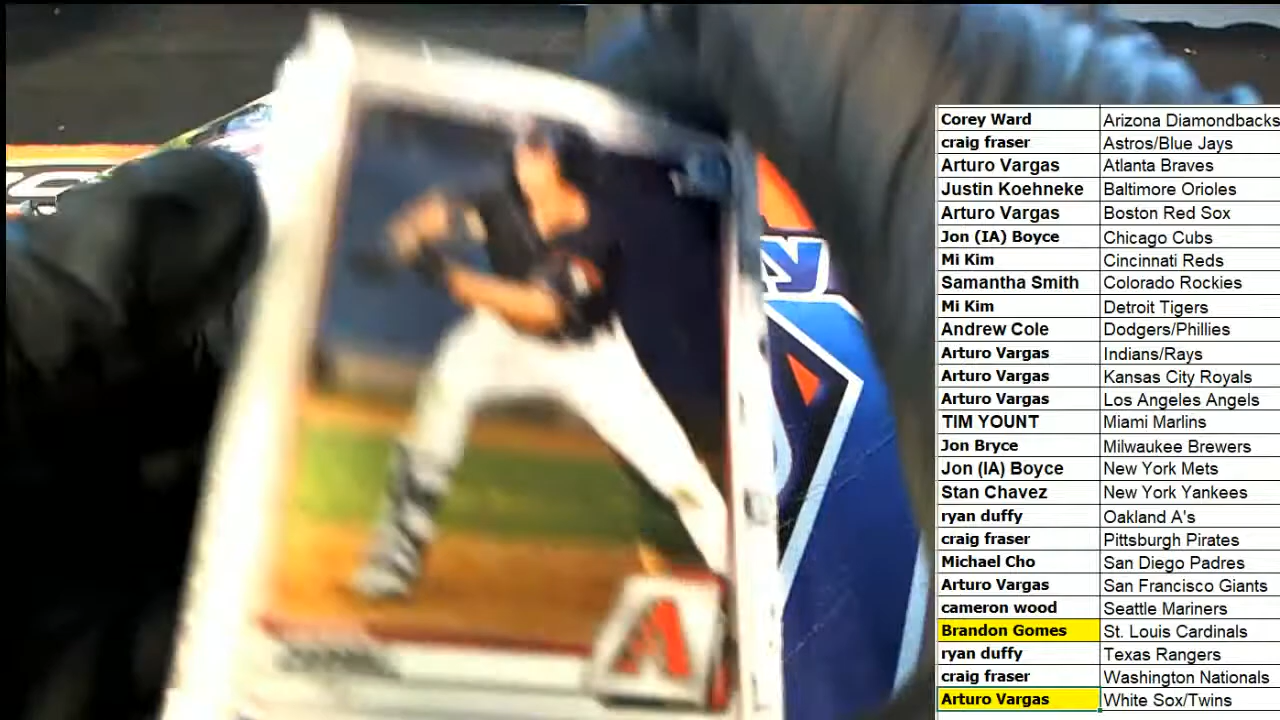 Corey Ward Arizona Diamondbacks
craig fraser Astros/Blue Jays
Arturo Vargas Atlanta Braves
Justin Koehneke Baltimore Orioles
Arturo Vargas Boston Red Sox
Jon (IA) Boyce Chicago Cubs
Mi Kim Cincinnati Reds
Samantha Smith Colorado Rockies
Mi Kim Detroit Tigers
Andrew Cole Dodgers/Phillies
Arturo Vargas Indians/Rays
Arturo Vargas Kansas City Royals
Arturo Vargas Los Angeles Angels
TIM YOUNT Miami Marlins
Jon Bryce Milwaukee Brewers
Jon (IA) Boyce New York Mets
Stan Chavez New York Yankees
ryan duffy Oakland A's
craig fraser Pittsburgh Pirates
Michael Cho San Diego Padres
Arturo Vargas San Francisco Giants
cameron wood Seattle Mariners
Brandon Gomes St. Louis Cardinals
ryan duffy Texas Rangers
craig fraser Washington Nationals
Arturo Vargas White Sox/Twins